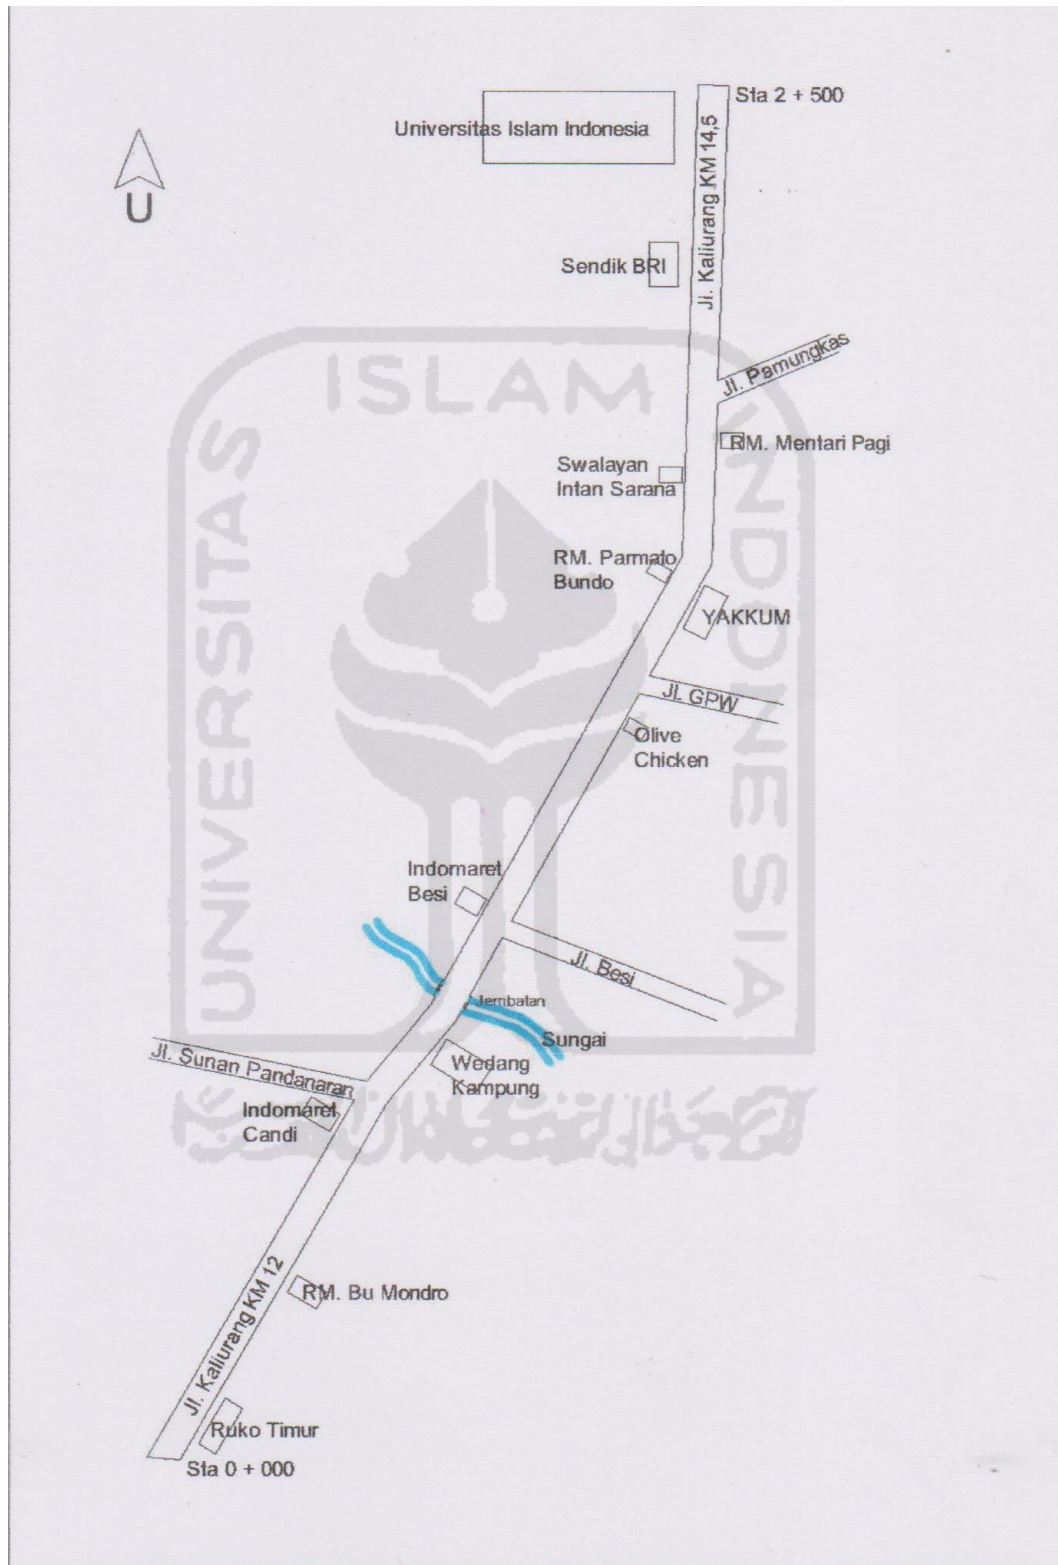 Sta 2 + 500
Universitas Islam Indonesia
Jl. Kaliurang KM 14,5
U
Sendik BRI
Jl. Pamungkas
ISLAM
RM. Mentari Pagi
Swalayan
Intan Sarana
UNIVERSITAS
INDONESIA
RM. Parmato
Bundo
YAKKUM
Jl. GPW
Olive
Chicken
Indomaret
Besi
Jl. Besi
Jembatan
Sungai
Jl. Sunan Pandanaran
Wedang
Kampung
Indomaret
Candi
Jl. Kaliurang KM 12
RM. Bu Mondro
Ruko Timur
Sta 0 + 000